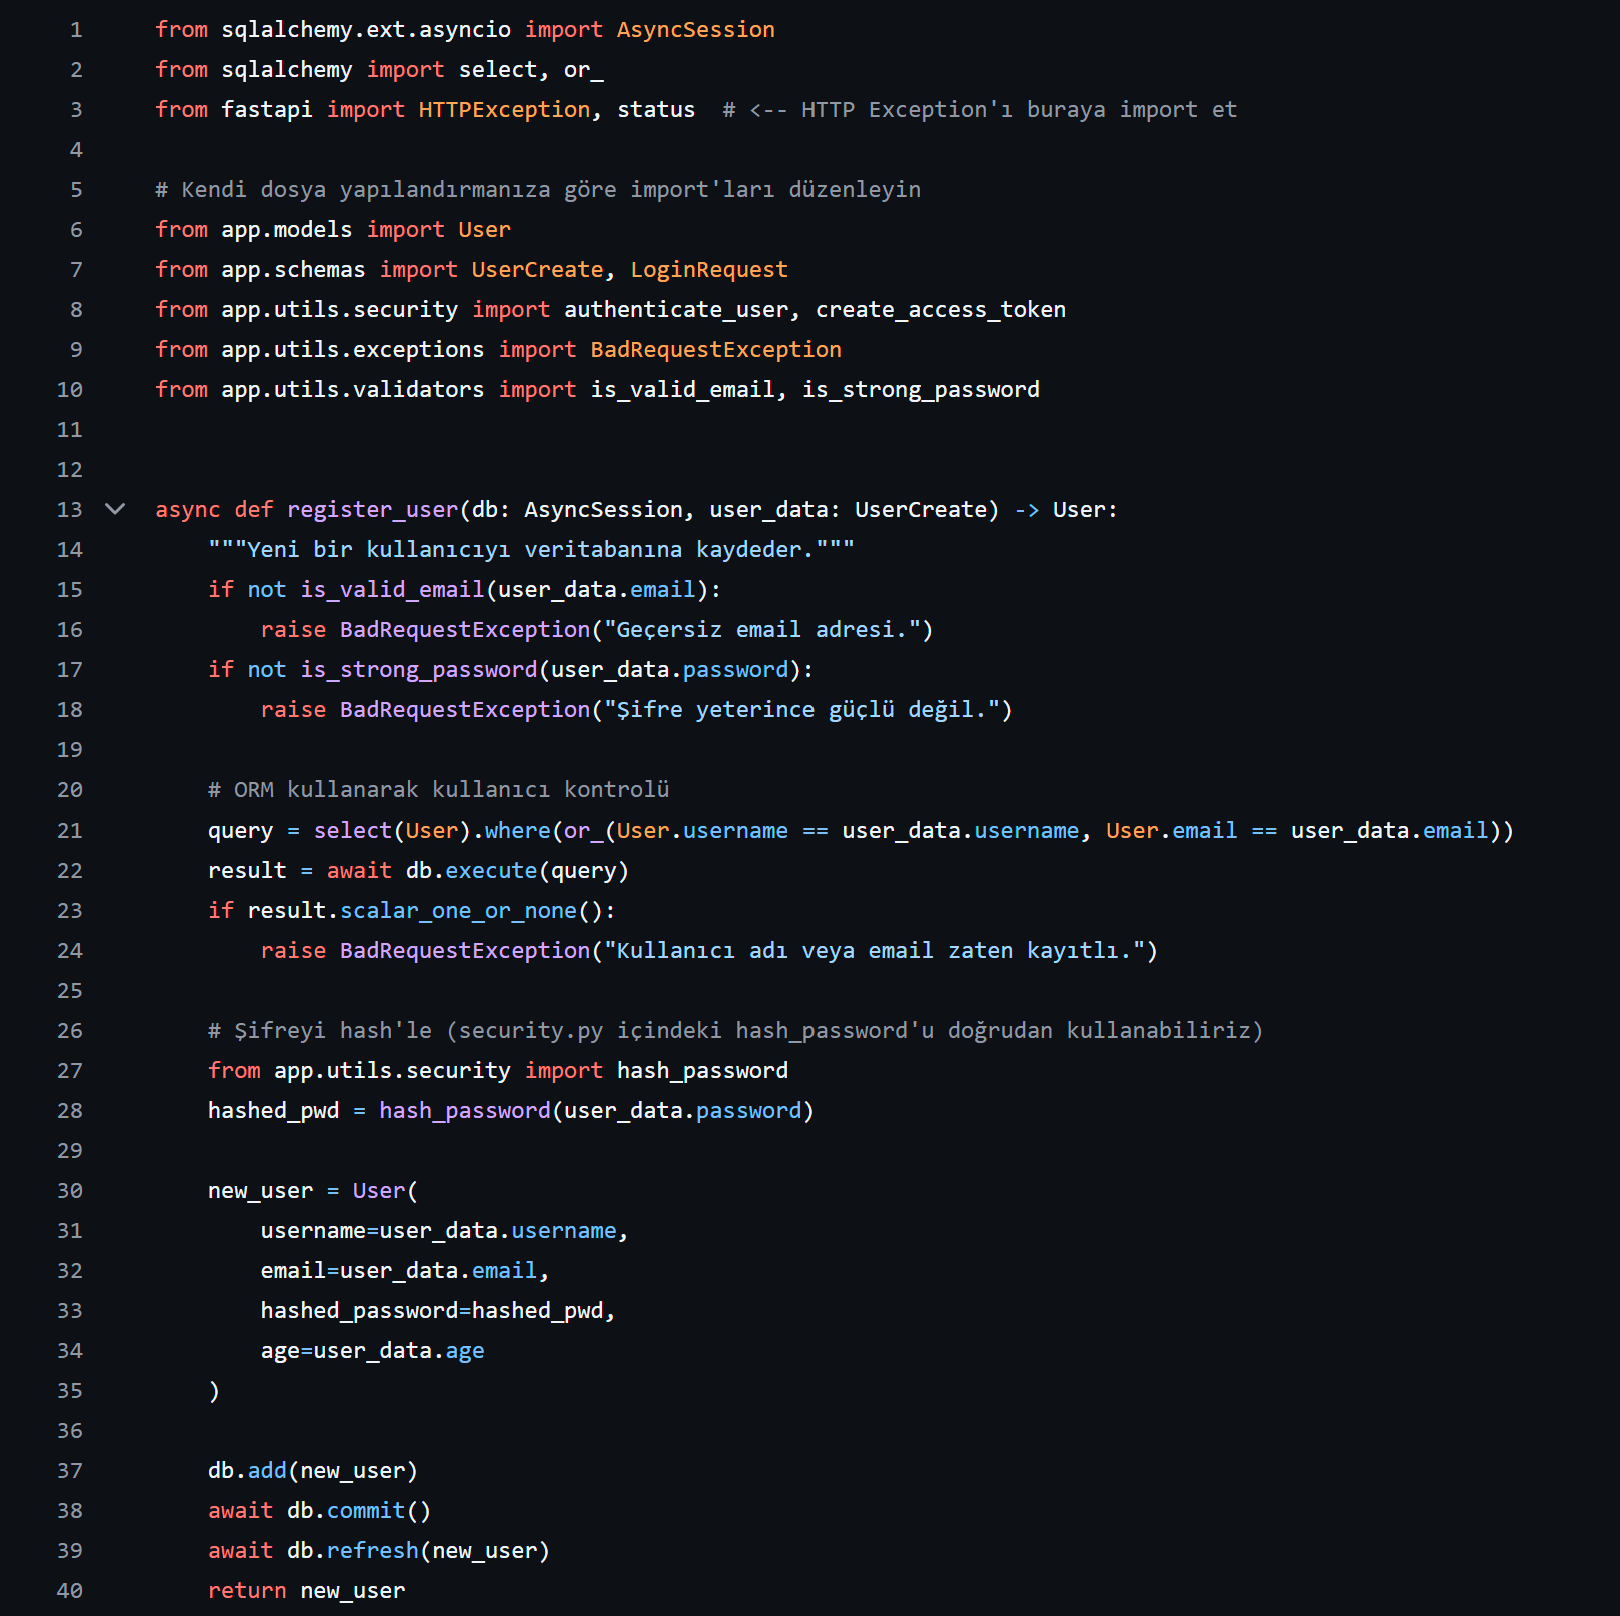 1 from sqlalchemy.ext.asyncio import AsyncSession
2 from sqlalchemy import select, or_
3 from fastapi import HTTPException, status  # <-- HTTP Exception'ı buraya import et
4
5 # Kendi dosya yapılandırmanıza göre import'ları düzenleyin
6 from app.models import User
7 from app.schemas import UserCreate, LoginRequest
8 from app.utils.security import authenticate_user, create_access_token
9 from app.utils.exceptions import BadRequestException
10 from app.utils.validators import is_valid_email, is_strong_password
11
12
13 async def register_user(db: AsyncSession, user_data: UserCreate) -> User:
14     """Yeni bir kullanıcıyı veritabanına kaydeder."""
15     if not is_valid_email(user_data.email):
16         raise BadRequestException("Geçersiz email adresi.")
17     if not is_strong_password(user_data.password):
18         raise BadRequestException("Şifre yeterince güçlü değil.")
19
20     # ORM kullanarak kullanıcı kontrolü
21     query = select(User).where(or_(User.username == user_data.username, User.email == user_data.email))
22     result = await db.execute(query)
23     if result.scalar_one_or_none():
24         raise BadRequestException("Kullanıcı adı veya email zaten kayıtlı.")
25
26     # Şifreyi hash'le (security.py içindeki hash_password'u doğrudan kullanabiliriz)
27     from app.utils.security import hash_password
28     hashed_pwd = hash_password(user_data.password)
29
30     new_user = User(
31         username=user_data.username,
32         email=user_data.email,
33         hashed_password=hashed_pwd,
34         age=user_data.age
35     )
36
37     db.add(new_user)
38     await db.commit()
39     await db.refresh(new_user)
40     return new_user